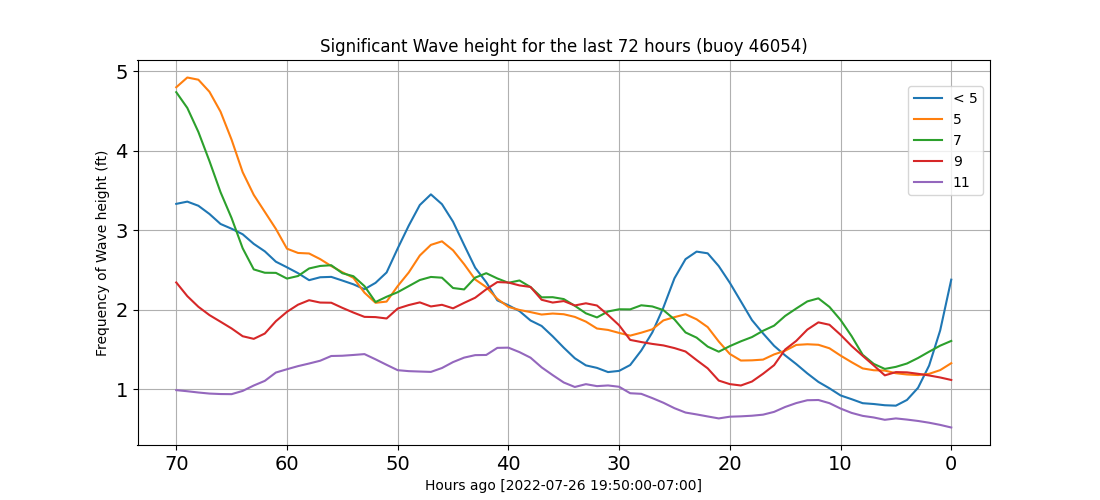 Significant Wave height for the last 72 hours (buoy 46054)
Frequency of Wave height (ft)
5
4
3
2
1
< 5
5
7
9
11
70 60 50 40 30 20 10 0
Hours ago [2022-07-26 19:50:00-07:00]